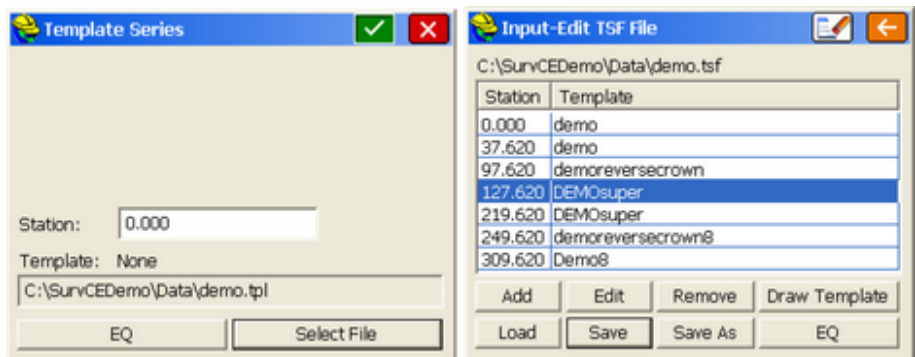 Template Series
Station: 0.000
Template: None
C:\SurvCEDemo\Data\demo.tpl
EQ Select File
Input-Edit TSF File
C:\SurvCEDemo\Data\demo.tsf
Station Template
0.000 demo
37.620 demo
97.620 demoreversecrown
127.620 DEMOsuper
219.620 DEMOsuper
249.620 demoreversecrown8
309.620 Demo8
Add Edit Remove Draw Template
Load Save Save As EQ